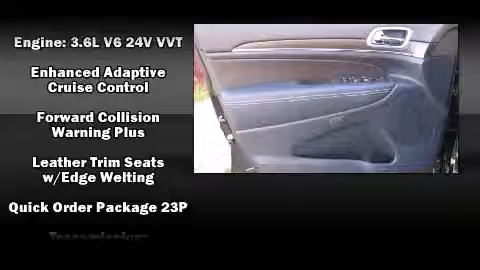 Engine: 3.6L V6 24V VVT
Enhanced Adaptive
Cruise Control
Forward Collision
Warning Plus
Leather Trim Seats
w/Edge Welting
Quick Order Package 23P